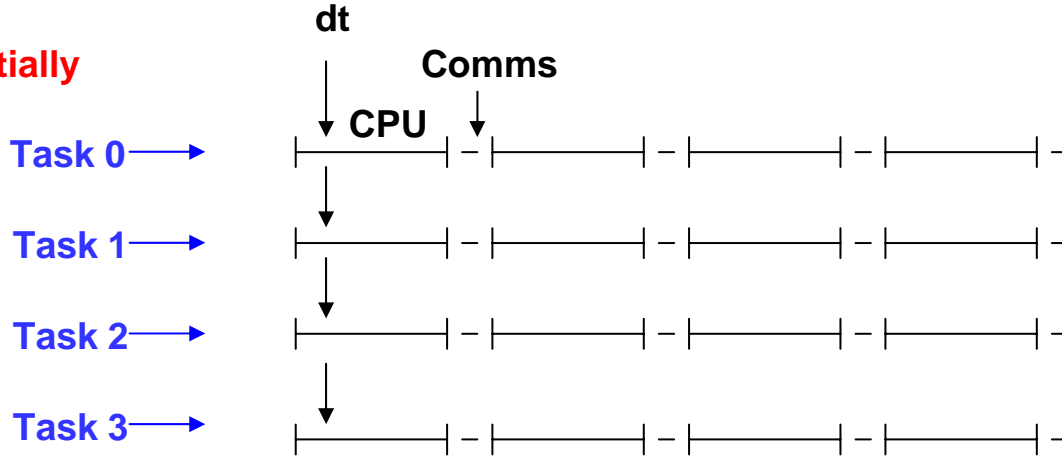 dt
tially
Comms
CPU
Task 0
Task 1
Task 2
Task 3